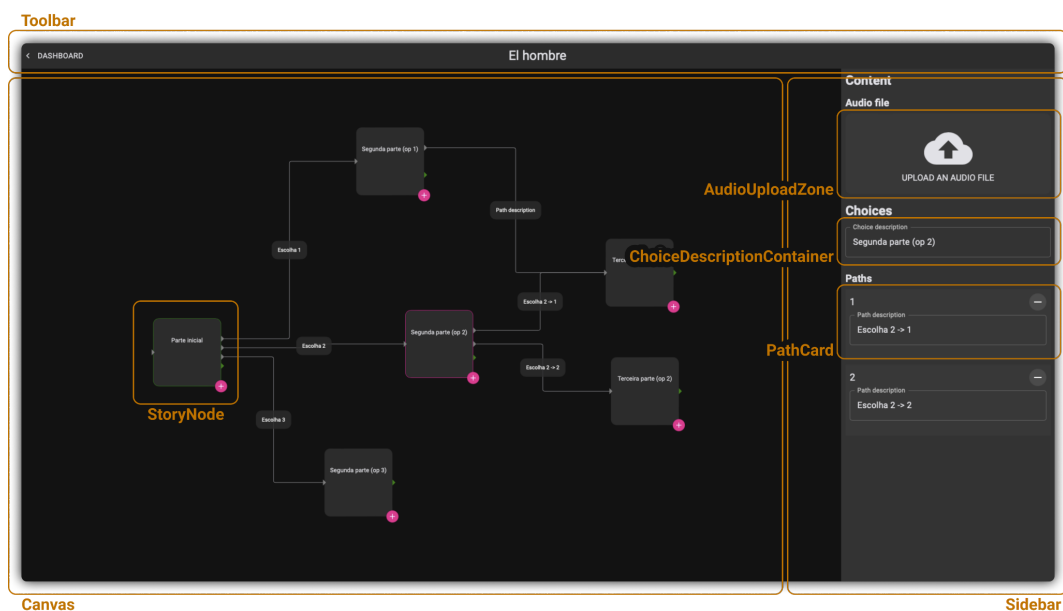 Toolbar
DASHBOARD
El hombre
Content
Audio file
UPLOAD AN AUDIO FILE
AudioUploadZone
Choices
Choice description
Segunda parte (op 2)
ChoiceDescriptionContainer
Paths
1
Path description
Escolha 2 -> 1
PathCard
2
Path description
Escolha 2 -> 2
Segunda parte (op 1)
Path description
Escolha 1
Escolha 2 -> 1
Parte inicial
Escolha 2
Segunda parte (op 2)
Escolha 2 -> 2
Terceira parte (op 2)
StoryNode
Escolha 3
Segunda parte (op 3)
Canvas
Sidebar